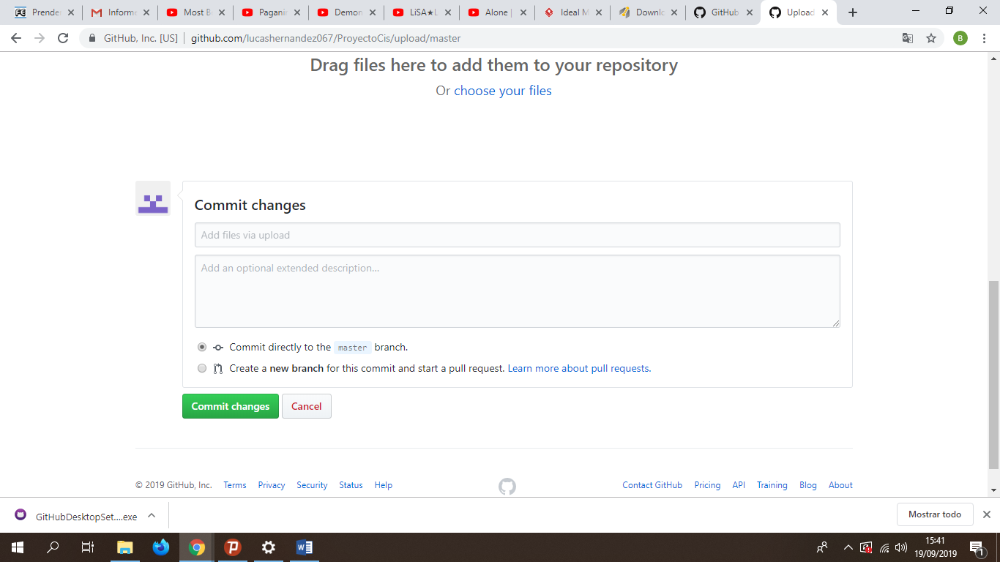 Prender Informe Most B Paganin Demon LiSA★L Alone | Ideal M Downlo GitHub Upload
GitHub, Inc. [US] github.com/lucashernandez067/ProyectoCis/upload/master B
Drag files here to add them to your repository
Or choose your files
Commit changes
Add files via upload
Add an optional extended description...
Commit directly to the master branch.
Create a new branch for this commit and start a pull request. Learn more about pull requests.
Commit changes Cancel
© 2019 GitHub, Inc. Terms Privacy Security Status Help Contact GitHub Pricing API Training Blog About
GitHubDesktopSet....exe Mostrar todo
15:41
19/09/2019
1